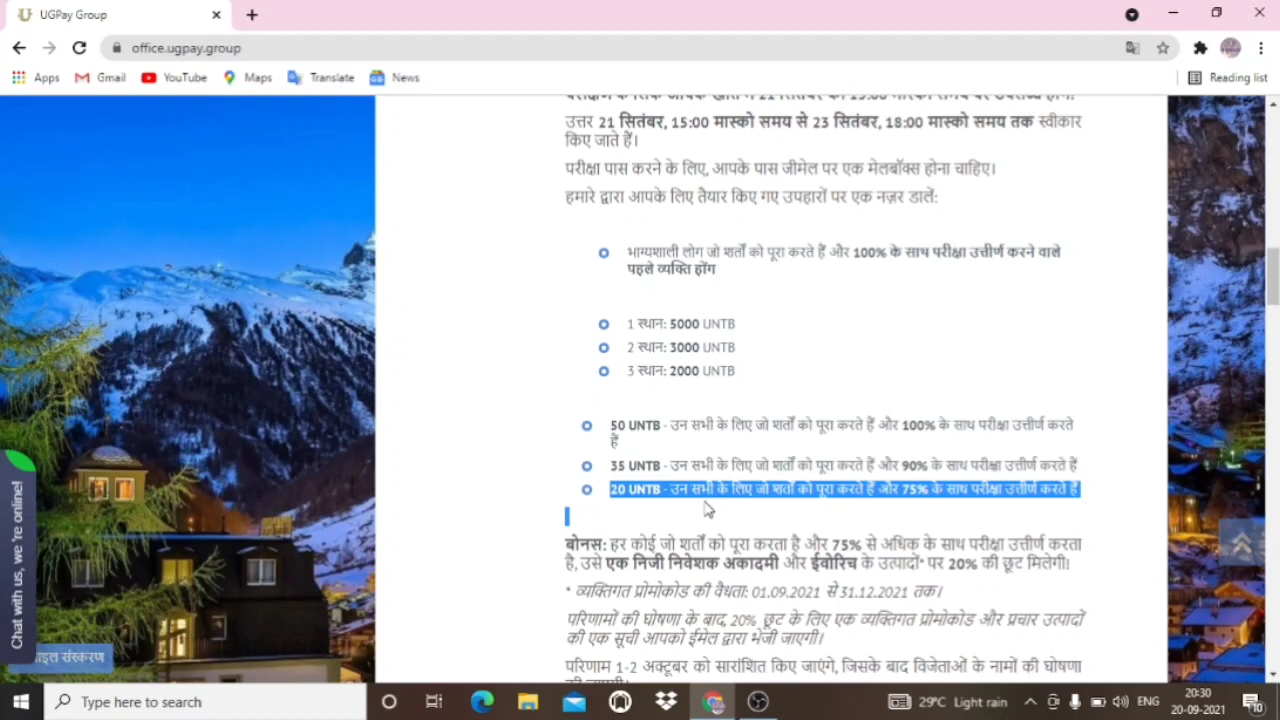 UGPay Group
office.ugpay.group
Apps Gmail YouTube Maps Translate News Reading list
उत्तर 21 सितंबर, 15:00 मास्को समय से 23 सितंबर, 18:00 मास्को समय तक स्वीकार
किए जाते हैं।
परीक्षा पास करने के लिए, आपके पास जीमेल पर एक मेलबॉक्स होना चाहिए।
हमारे द्वारा आपके लिए तैयार किए गए उपहारों पर एक नज़र डालें:
भाग्यशाली लोग जो शर्तों को पूरा करते हैं और 100% के साथ परीक्षा उत्तीर्ण करने वाले
पहले व्यक्ति होंग
1 स्थान: 5000 UNTB
2 स्थान: 3000 UNTB
3 स्थान: 2000 UNTB
50 UNTB - उन सभी के लिए जो शर्तों को पूरा करते हैं और 100% के साथ परीक्षा उत्तीर्ण करते
हैं
35 UNTB - उन सभी के लिए जो शर्तों को पूरा करते हैं और 90% के साथ परीक्षा उत्तीर्ण करते हैं
20 UNTB - उन सभी के लिए जो शर्तों को पूरा करते हैं और 75% के साथ परीक्षा उत्तीर्ण करते हैं
बोनस: हर कोई जो शर्तों को पूरा करता है और 75% से अधिक के साथ परीक्षा उत्तीर्ण करता
है, उसे एक निजी निवेशक अकादमी और ईवोरिच के उत्पादों* पर 20% की छूट मिलेगी!
* व्यक्तिगत प्रोमोकोड की वैधता: 01.09.2021 से 31.12.2021 तक।
परिणामों की घोषणा के बाद, 20% छूट के लिए एक व्यक्तिगत प्रोमोकोड और प्रचार उत्पादों
की एक सूची आपको ईमेल द्वारा भेजी जाएगी।
परिणाम 1-2 अक्टूबर को सारांशित किए जाएंगे, जिसके बाद विजेताओं के नामों की घोषणा
Chat with us, we're online!
संस्करण
Type here to search
29°C Light rain ENG
20:30
20-09-2021
10